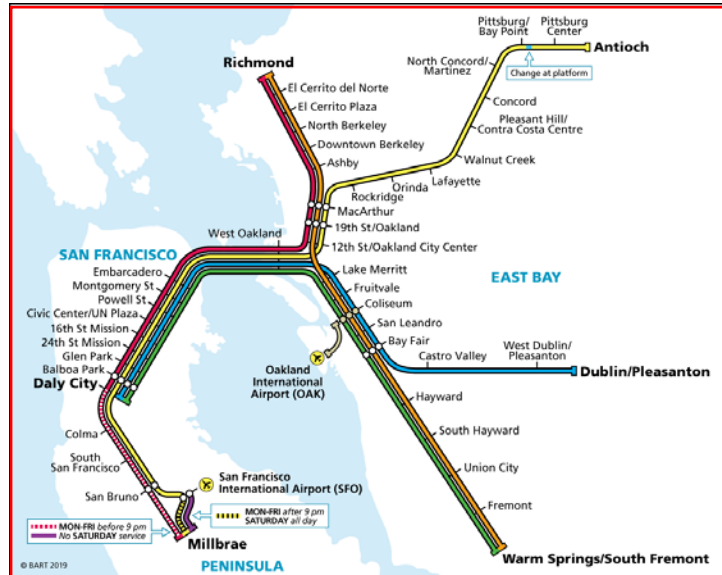 Pittsburg/
Bay Point
Pittsburg
Center
Antioch
North Concord/
Martinez
Change at platform
Richmond
El Cerrito del Norte
El Cerrito Plaza
North Berkeley
Downtown Berkeley
Ashby
Concord
Pleasant Hill/
Contra Costa Centre
Walnut Creek
Lafayette
Orinda
Rockridge
MacArthur
19th St/Oakland
12th St/Oakland City Center
West Oakland
SAN FRANCISCO
Embarcadero
Montgomery St
Powell St
Civic Center/UN Plaza
16th St Mission
24th St Mission
Glen Park
Balboa Park
Daly City
EAST BAY
Lake Merritt
Fruitvale
Coliseum
San Leandro
Bay Fair
Castro Valley
West Dublin/
Pleasanton
Dublin/Pleasanton
Oakland
International
Airport (OAK)
Hayward
South Hayward
Union City
Fremont
Warm Springs/South Fremont
Colma
South
San Francisco
San Bruno
San Francisco
International Airport (SFO)
MON-FRI after 9 pm
SATURDAY all day
MON-FRI before 9 pm
No SATURDAY service
Millbrae
PENINSULA
© BART 2019